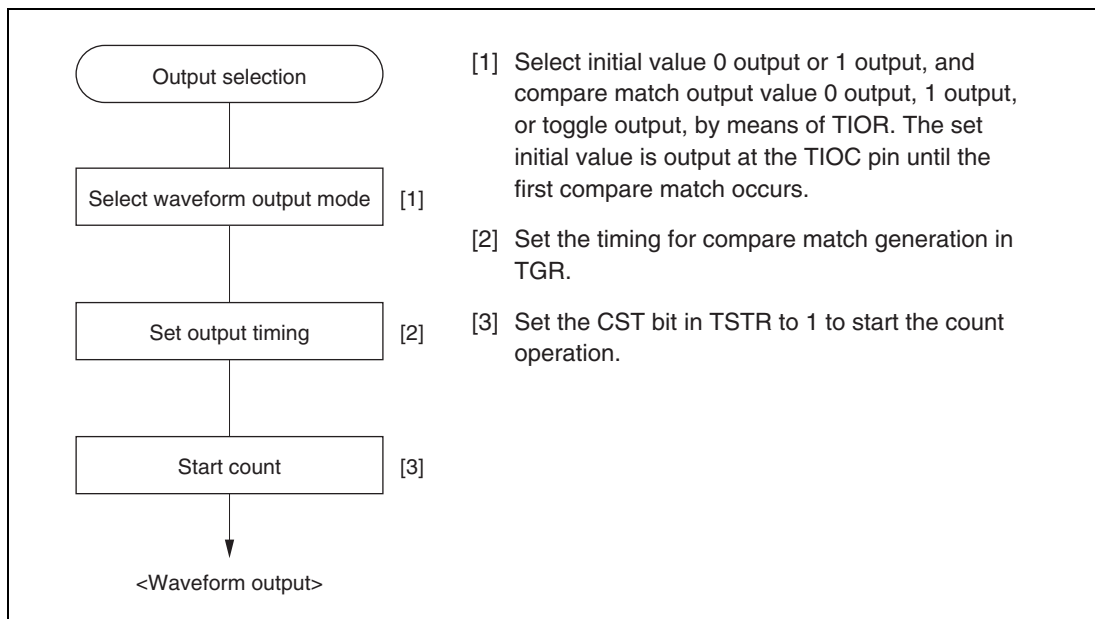 Output selection
Select waveform output mode [1]
Set output timing [2]
Start count [3]
<Waveform output>
[1] Select initial value 0 output or 1 output, and
compare match output value 0 output, 1 output,
or toggle output, by means of TIOR. The set
initial value is output at the TIOC pin until the
first compare match occurs.
[2] Set the timing for compare match generation in
TGR.
[3] Set the CST bit in TSTR to 1 to start the count
operation.